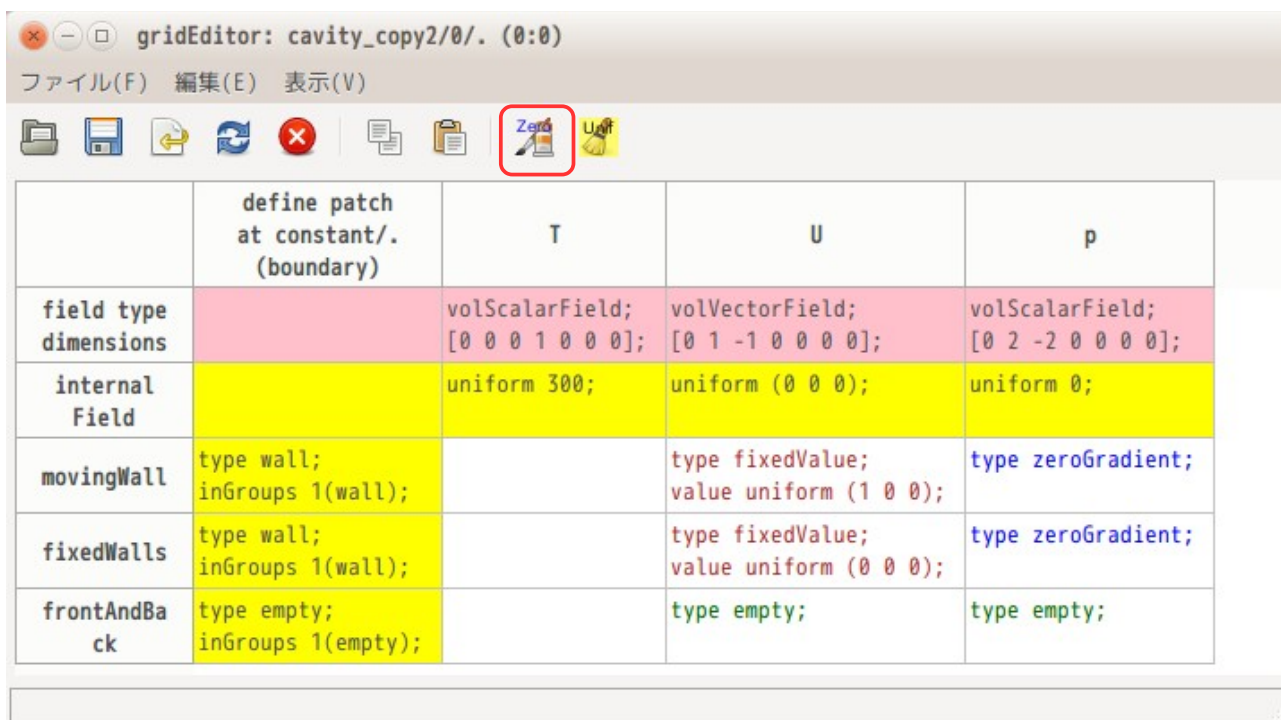 gridEditor: cavity_copy2/0/. (0:0)
ファイル(F) 編集(E) 表示(V)
Zero Unif
define patch
at constant/.
(boundary)
T
U
p
field type
dimensions
volScalarField;
[0 0 0 1 0 0 0];
volVectorField;
[0 1 -1 0 0 0 0];
volScalarField;
[0 2 -2 0 0 0 0];
internal
Field
uniform 300;
uniform (0 0 0);
uniform 0;
movingWall
type wall;
inGroups 1(wall);
type fixedValue;
value uniform (1 0 0);
type zeroGradient;
fixedWalls
type wall;
inGroups 1(wall);
type fixedValue;
value uniform (0 0 0);
type zeroGradient;
frontAndBa
ck
type empty;
inGroups 1(empty);
type empty;
type empty;